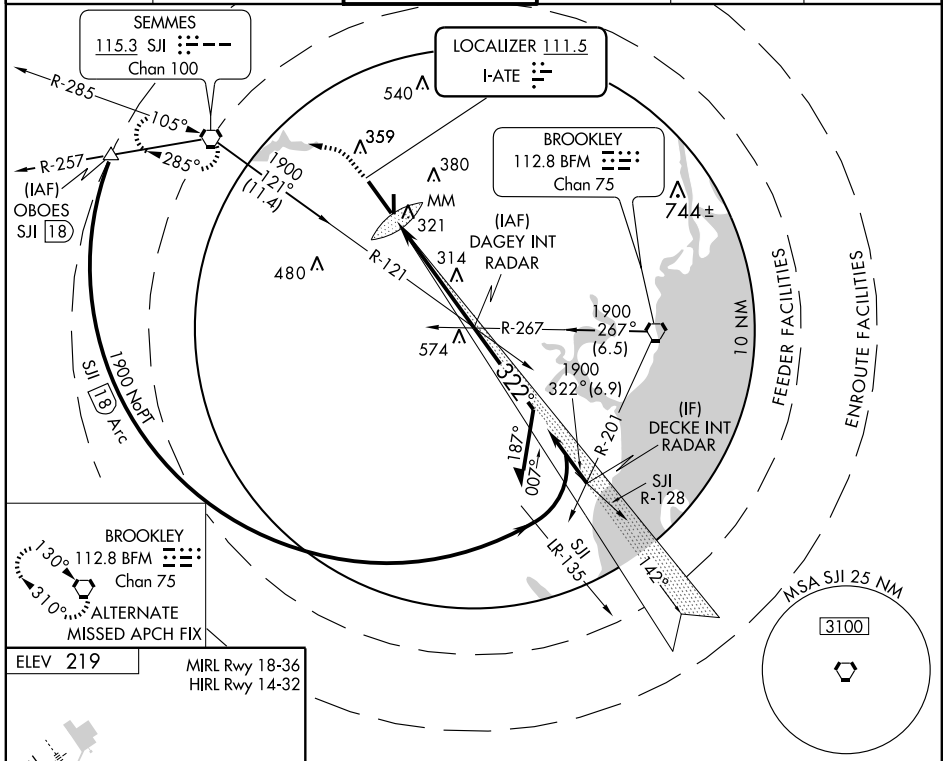 SEMMES
115.3 SJI
Chan 100
LOCALIZER 111.5
I-ATE
BROOKLEY
112.8 BFM
Chan 75
R-285
105°
285°
R-257
(IAF)
OBOES
SJI 18
1900
121°
(11.4)
R-121
540
359
380
MM
321
314
480
574
744±
(IAF)
DAGEY INT
RADAR
R-267
1900
267°
(6.5)
1900
322° (6.9)
322°
187°
007°
R-201
(IF)
DECKE INT
RADAR
SJI
R-128
SJI
LR-135
142°
10 NM
FEEDER FACILITIES
ENROUTE FACILITIES
1900 NoPT
SJI 18 Arc
BROOKLEY
112.8 BFM
Chan 75
130°
310°
ALTERNATE
MISSED APCH FIX
MSA SJI 25 NM
3100
ELEV 219
MIRL Rwy 18-36
HIRL Rwy 14-32